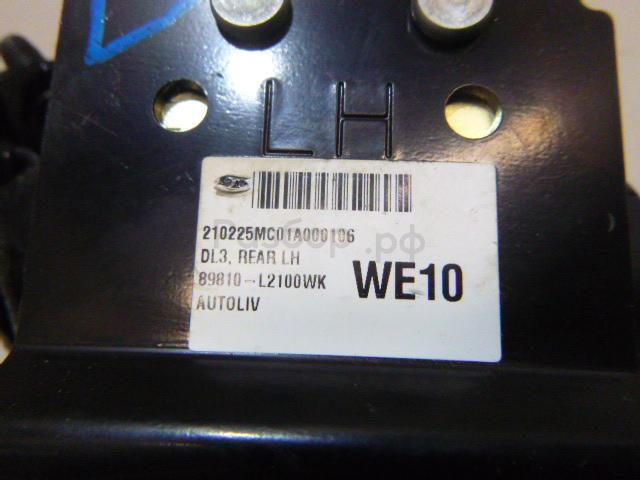 LH
210225MC01A000106
DL3, REAR LH
89810-L2100WK
WE10
AUTOLIV
Разбор.рф